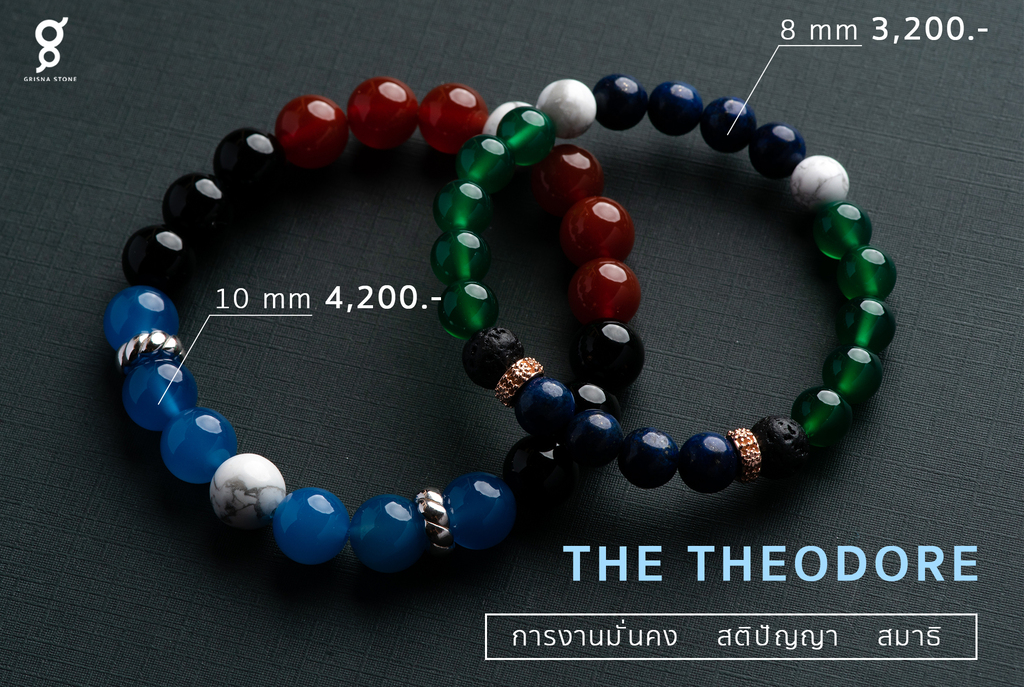 GRISNA STONE
8 mm 3,200.-
10 mm 4,200.-
THE THEODORE
การงานมั่นคง สติปัญญา สมาธิ